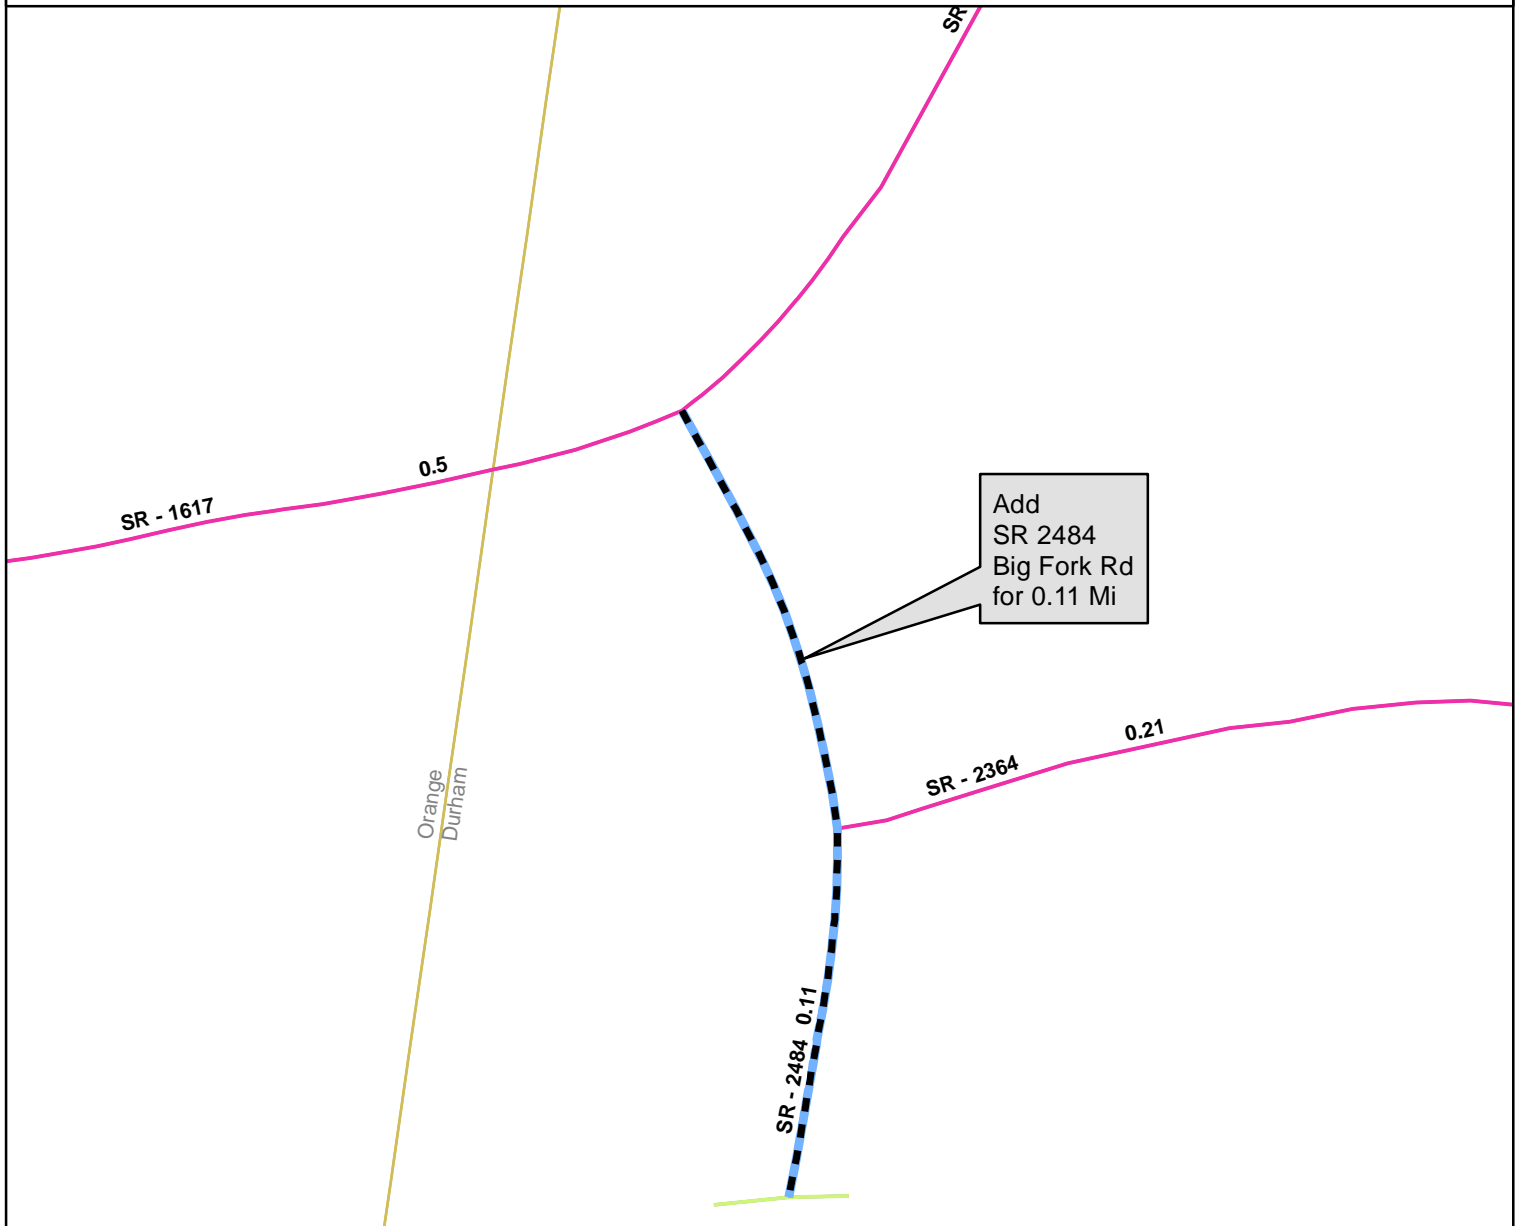 SR
0.5
SR - 1617
Add
SR 2484
Big Fork Rd
for 0.11 Mi
0.21
SR - 2364
Orange
Durham
SR - 2484 0.11